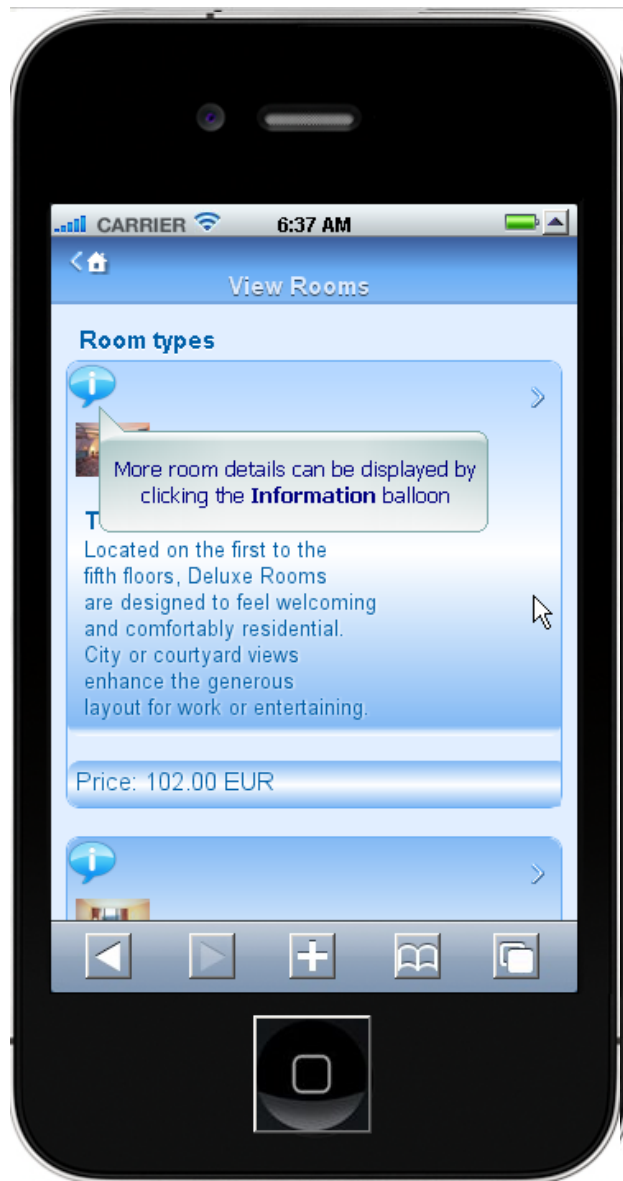 CARRIER 6:37 AM
View Rooms
Room types
More room details can be displayed by
clicking the Information balloon
Located on the first to the
fifth floors, Deluxe Rooms
are designed to feel welcoming
and comfortably residential.
City or courtyard views
enhance the generous
layout for work or entertaining.
Price: 102.00 EUR